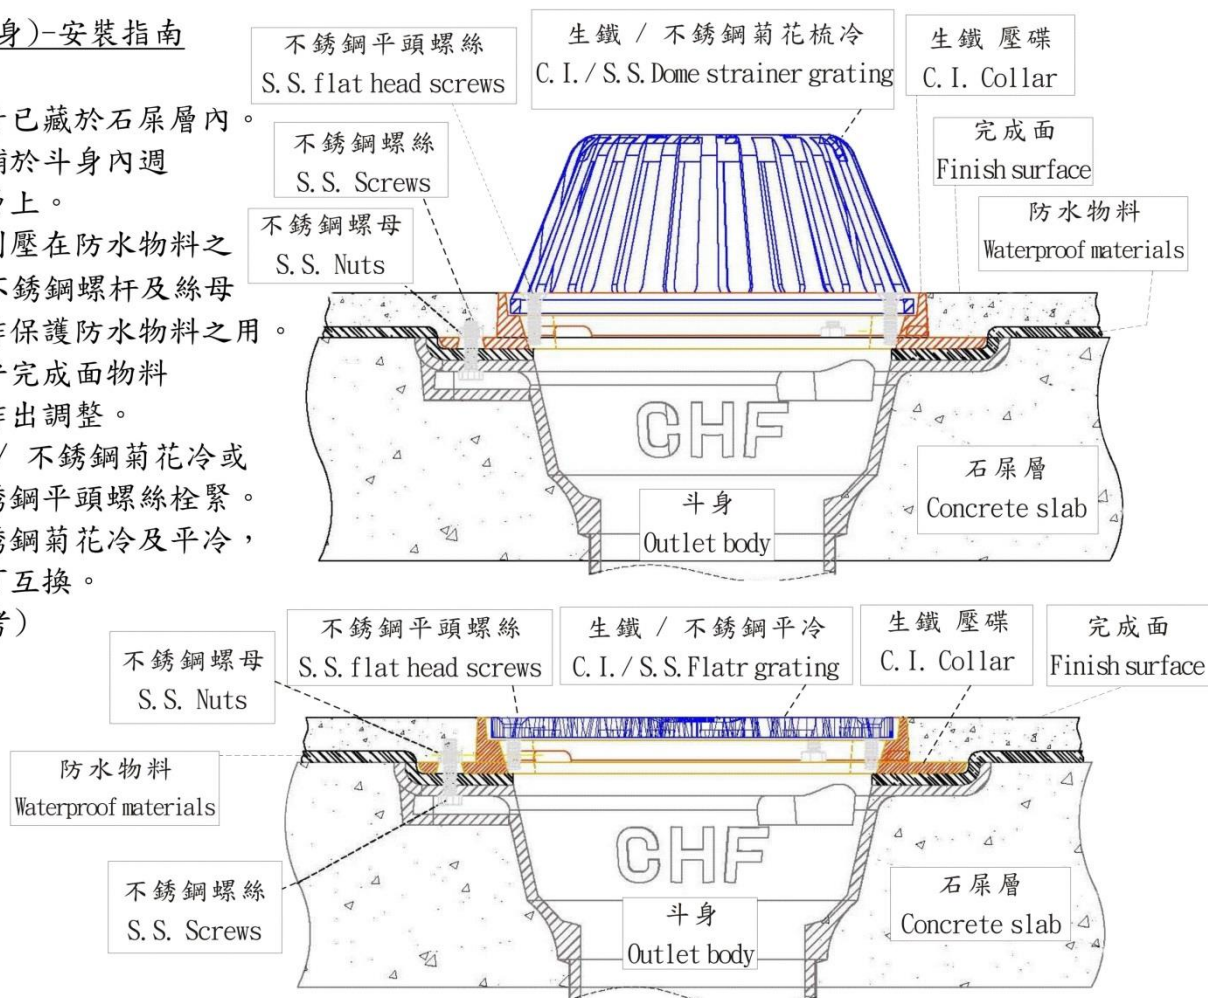 身)-安裝指南
已藏於石屎層內。
於斗身內週
上。
壓在防水物料之
不銹鋼螺杆及絲母
保護防水物料之用。
完成面物料
作出調整。
/ 不銹鋼菊花冷或
銹鋼平頭螺絲栓緊。
銹鋼菊花冷及平冷，
可互換。
考)
不銹鋼平頭螺絲
S.S. flat head screws
生鐵 / 不銹鋼菊花梳冷
C.I./S.S.Dome strainer grating
生鐵 壓碟
C.I. Collar
不銹鋼螺絲
S.S. Screws
完成面
Finish surface
不銹鋼螺母
S.S. Nuts
防水物料
Waterproof materials
CHF
石屎層
Concrete slab
斗身
Outlet body
不銹鋼螺母
S.S. Nuts
不銹鋼平頭螺絲
S.S. flat head screws
生鐵 / 不銹鋼平冷
C.I./S.S.Flatr grating
生鐵 壓碟
C.I. Collar
完成面
Finish surface
防水物料
Waterproof materials
CHF
不銹鋼螺絲
S.S. Screws
斗身
Outlet body
石屎層
Concrete slab